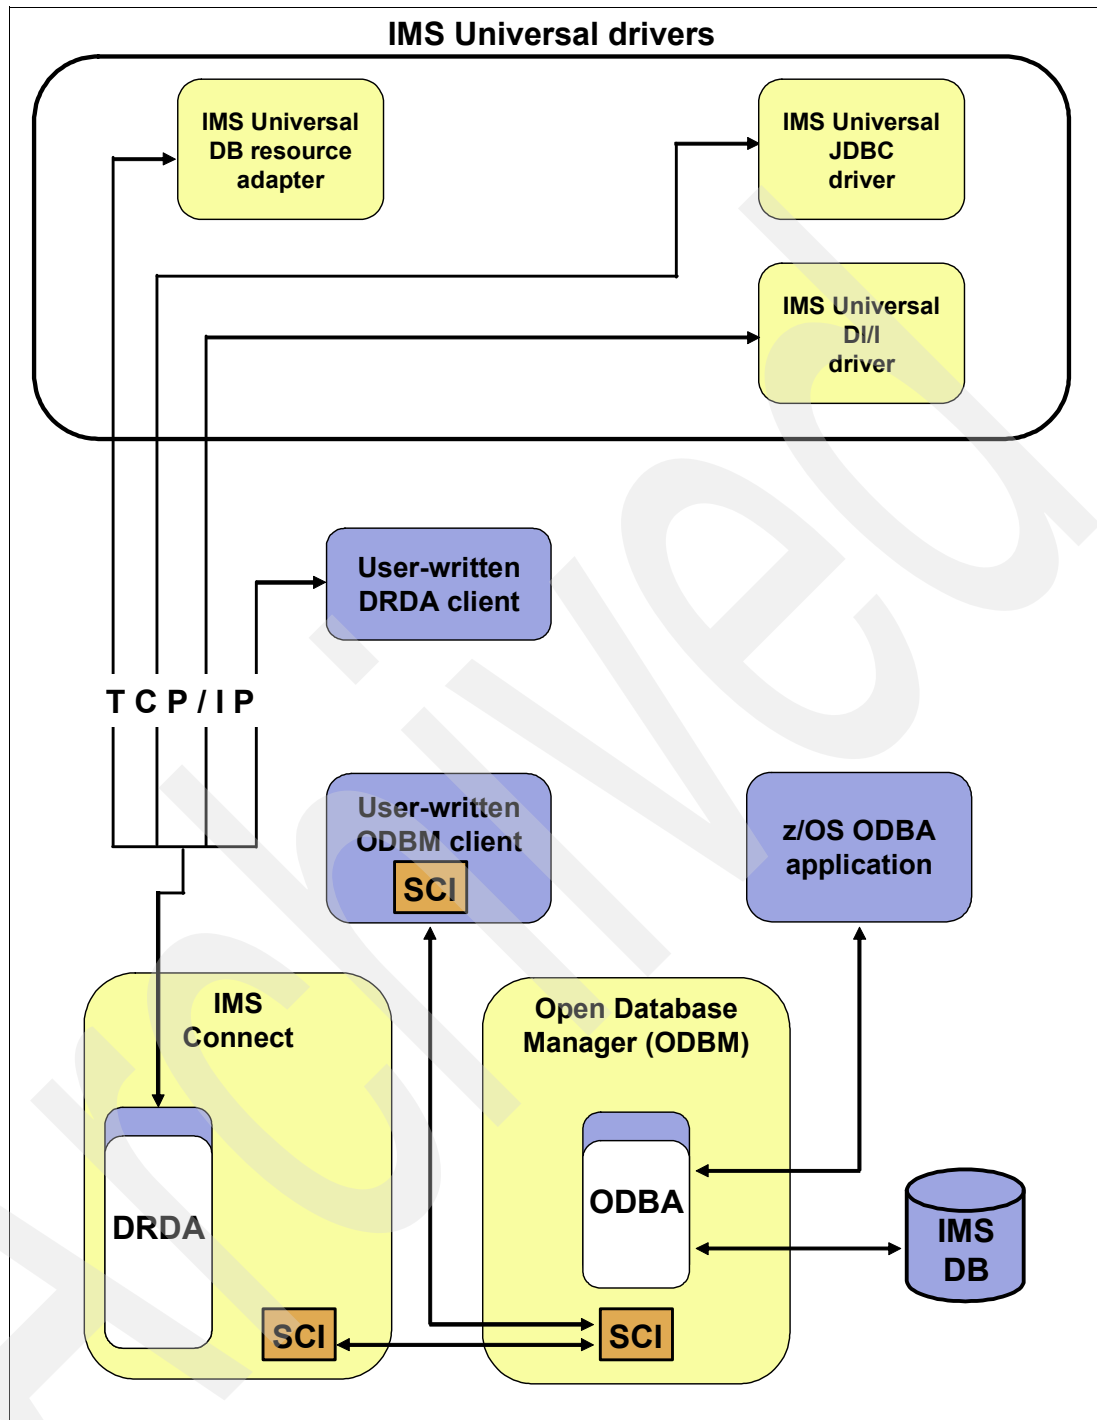 IMS Universal drivers
IMS Universal
DB resource
adapter
IMS Universal
JDBC
driver
IMS Universal
DI/I
driver
User-written
DRDA client
T C P / I P
User-written
ODBM client
SCI
z/OS ODBA
application
IMS
Connect
DRDA
SCI
Open Database
Manager (ODBM)
ODBA
SCI
IMS
DB
Archived